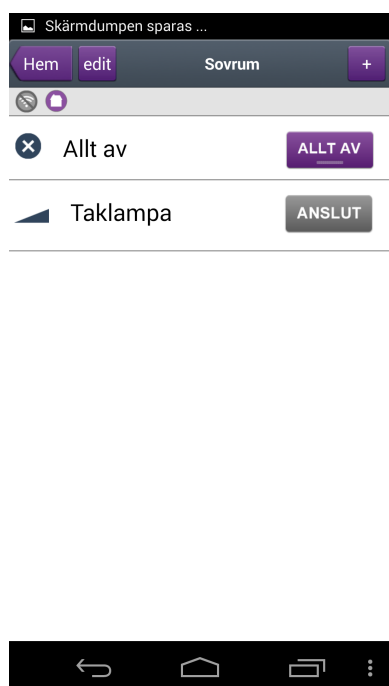 Skärmdumpen sparas ...
Hem edit Sovrum +
Allt av ALLT AV
Taklampa ANSLUT